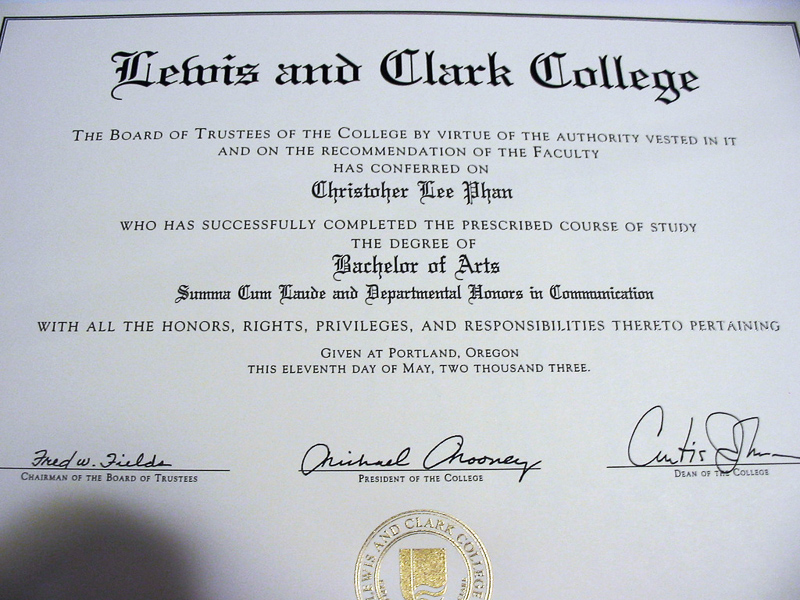 Lewis and Clark College
THE BOARD OF TRUSTEES OF THE COLLEGE BY VIRTUE OF THE AUTHORITY VESTED IN IT
AND ON THE RECOMMENDATION OF THE FACULTY
HAS CONFERRED ON
Christoher Lee Phan
WHO HAS SUCCESSFULLY COMPLETED THE PRESCRIBED COURSE OF STUDY
THE DEGREE OF
Bachelor of Arts
Summa Cum Laude and Departmental Honors in Communication
WITH ALL THE HONORS, RIGHTS, PRIVILEGES, AND RESPONSIBILITIES THERETO PERTAINING
GIVEN AT PORTLAND, OREGON
THIS ELEVENTH DAY OF MAY, TWO THOUSAND THREE.
Fred W. Fields
CHAIRMAN OF THE BOARD OF TRUSTEES
Michael Mooney
PRESIDENT OF THE COLLEGE
Curtis
DEAN OF THE COLLEGE
LEWIS AND CLARK COLLEGE